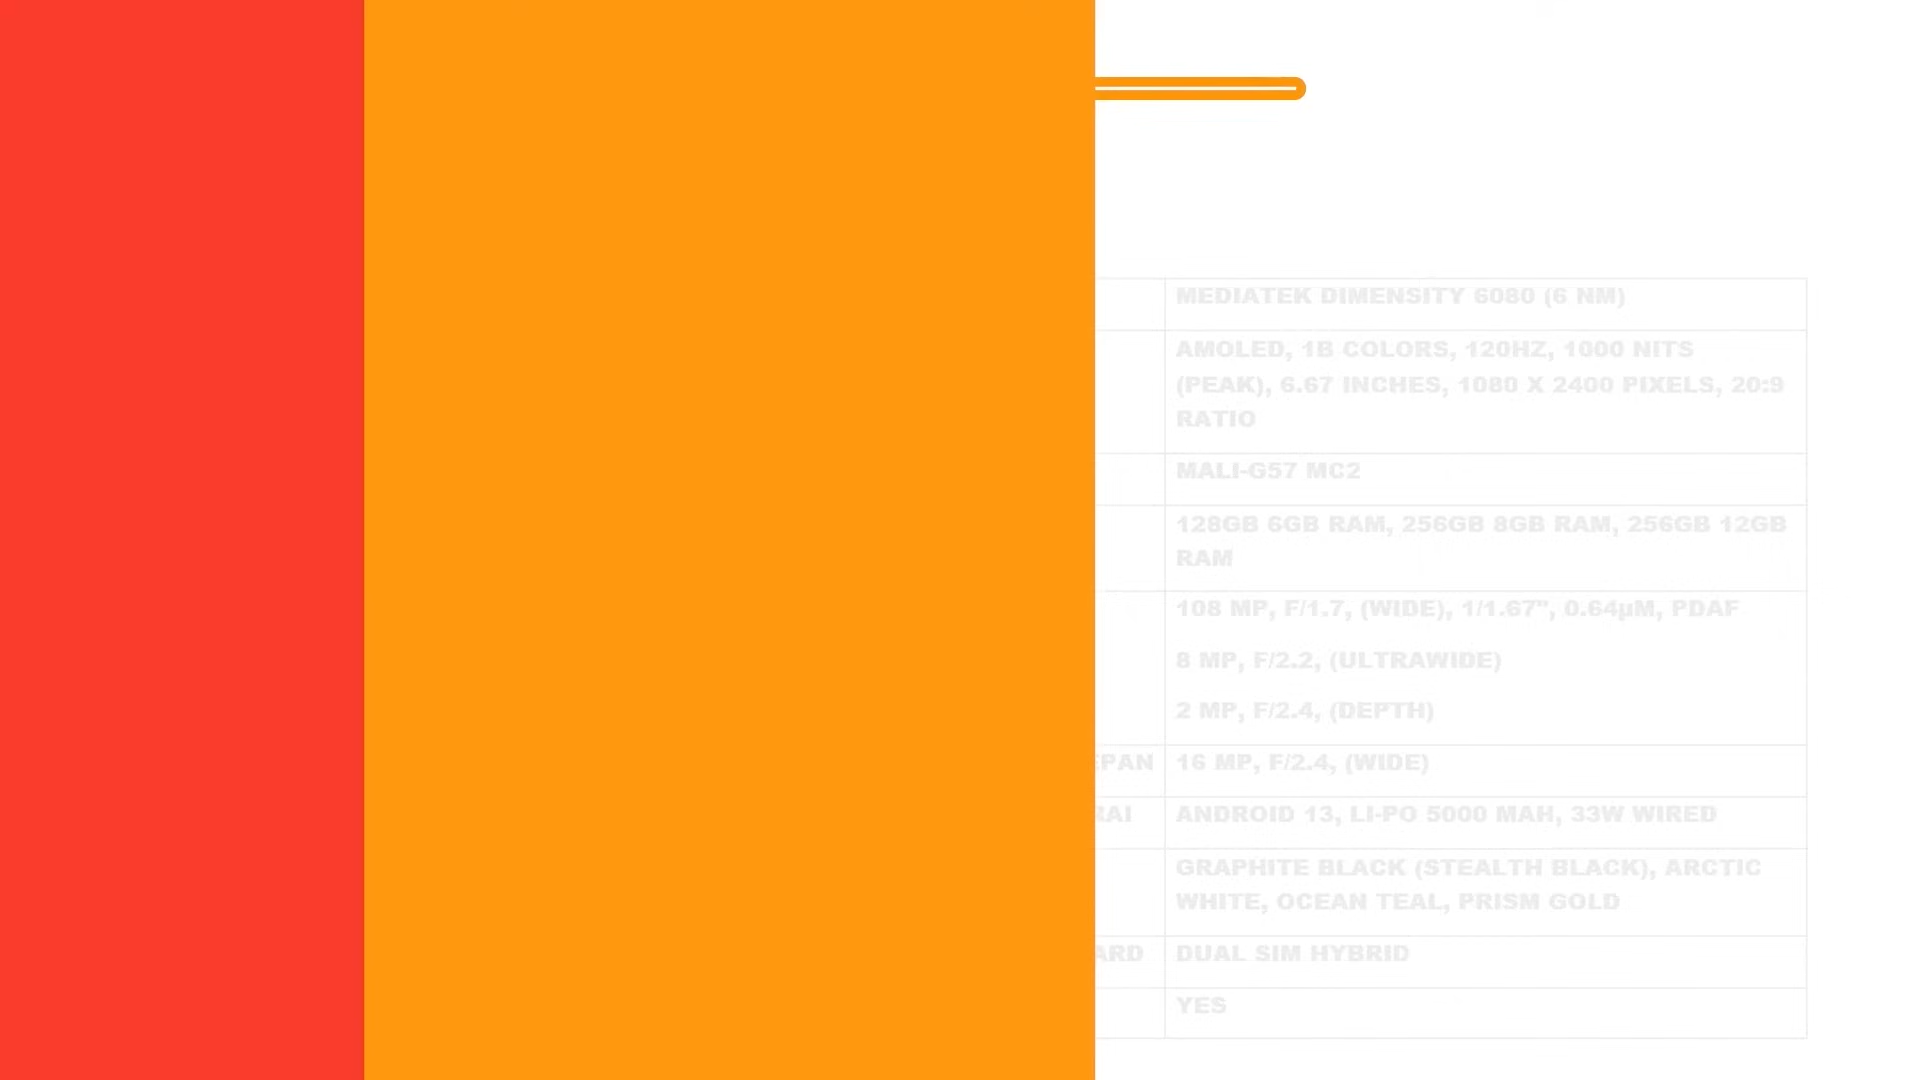 MEDIATEK DIMENSITY 6080 (6 NM)
AMOLED, 1B COLORS, 120HZ, 1000 NITS
(PEAK), 6.67 INCHES, 1080 X 2400 PIXELS, 20:9
RATIO
MALI-G57 MC2
128GB 6GB RAM, 256GB 8GB RAM, 256GB 12GB
RAM
108 MP, F/1.7, (WIDE), 1/1.67", 0.64µM, PDAF
8 MP, F/2.2, (ULTRAWIDE)
2 MP, F/2.4, (DEPTH)
EPAN 16 MP, F/2.4, (WIDE)
RAI ANDROID 13, LI-PO 5000 MAH, 33W WIRED
GRAPHITE BLACK (STEALTH BLACK), ARCTIC
WHITE, OCEAN TEAL, PRISM GOLD
ARD DUAL SIM HYBRID
YES